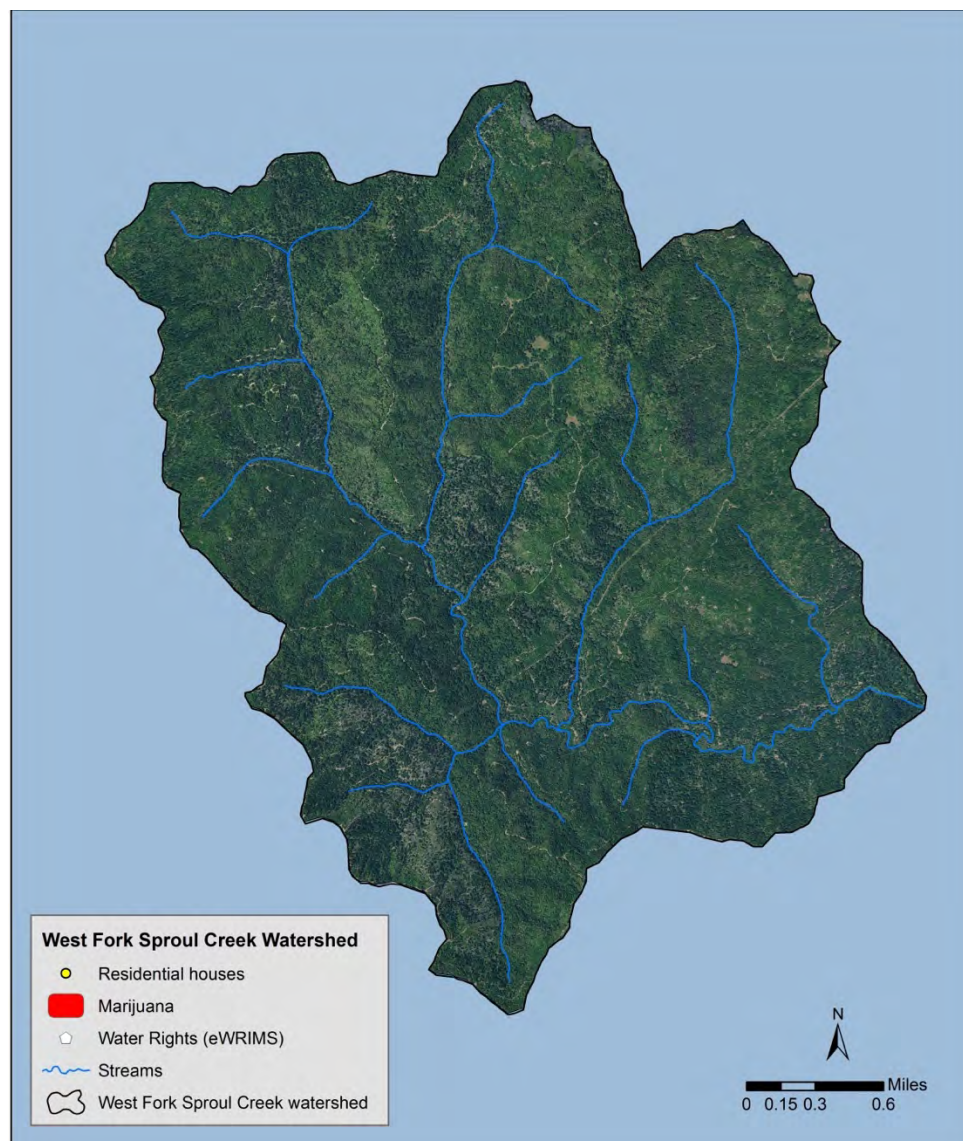 West Fork Sproul Creek Watershed
Residential houses
Marijuana
Water Rights (eWRIMS)
Streams
West Fork Sproul Creek watershed
N
Miles
0 0.15 0.3 0.6